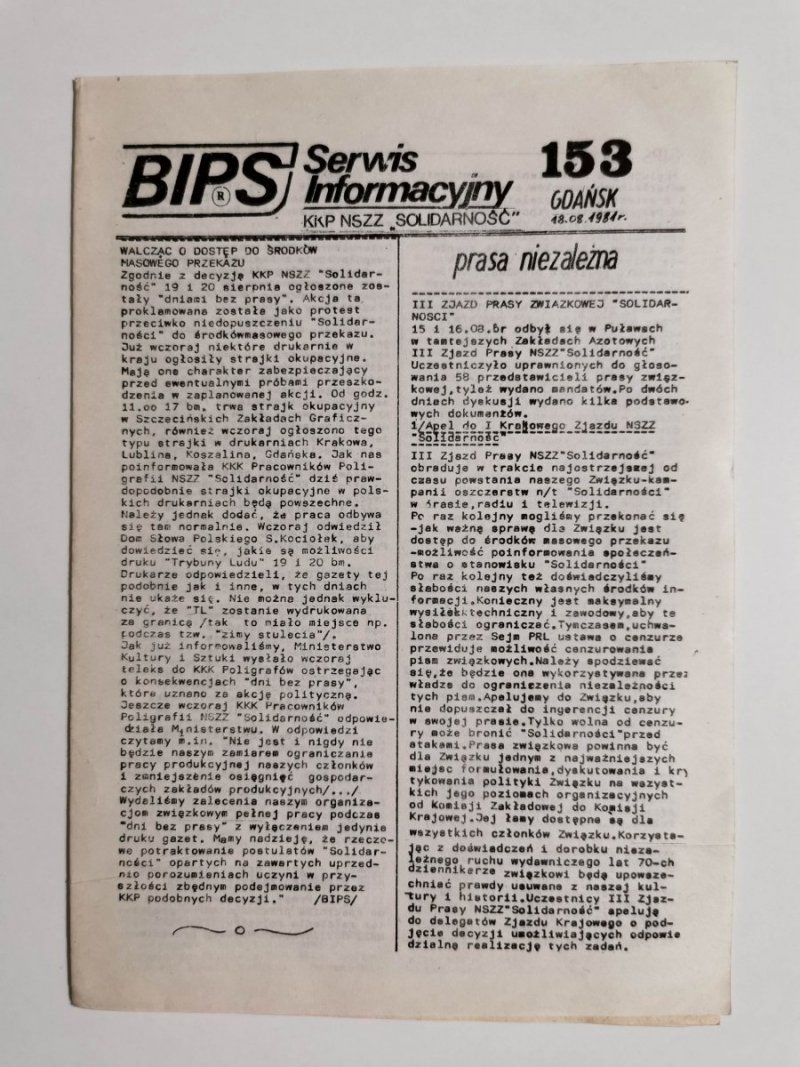 BIPS ® Serwis
Informacyjny
KKP NSZZ „SOLIDARNOŚĆ"
153
GDAŃSK
18.08.1981r.
WALCZĄC O DOSTĘP DO ŚRODKÓW
MASOWEGO PRZEKAZU
Zgodnie z decyzję KKP NSZZ "Solidar-
ność" 19 i 20 sierpnia ogłoszone zos-
tały "dniami bez prasy". Akcja ta
proklamowana została jako protest
przeciwko niedopuszczeniu "Solidar-
ności" do środkówmasowego przekazu.
Już wczoraj niektóre drukarnie w
kraju ogłosiły strajki okupacyjne.
Mają one charakter zabezpieczający
przed ewentualnymi próbami przeszko-
dzenia w zaplanowanej akcji. Od godz.
11.oo 17 bm. trwa strajk okupacyjny
w Szczecińskich Zakładach Graficz-
nych, również wczoraj ogłoszono tego
typu strajki w drukarniach Krakowa,
Lublina, Koszalina, Gdańska. Jak nas
poinformowała KKK Pracowników Poli-
grafii NSZZ "Solidarność" dziś praw-
dopodobnie strajki okupacyjne w pols-
kich drukarniach będą powszechne.
Należy jednak dodać, że praca odbywa
się tam normalnie. Wczoraj odwiedził
Dom Słowa Polskiego S.Kociołek, aby
dowiedzieć się, jakie są możliwości
druku "Trybuny Ludu" 19 i 20 bm.
Drukarze odpowiedzieli, że gazety tej
podobnie jak i inne, w tych dniach
nie ukaże się. Nie można jednak wyklu-
czyć, że "TL" zostanie wydrukowana
za granicą /tak to miało miejsce np.
podczas tzw. "zimy stulecia"/.
Jak już informowaliśmy, Ministerstwo
Kultury i Sztuki wysłało wczoraj
teleks do KKK Poligrafów ostrzegając
o konsekwencjach "dni bez prasy",
które uznano za akcję polityczną.
Jeszcze wczoraj KKK Pracowników
Poligrafii NSZZ "Solidarność" odpowie-
działa Ministerstwu. W odpowiedzi
czytamy m.in. "Nie jest i nigdy nie
będzie naszym zamiarem ograniczanie
pracy produkcyjnej naszych członków
i zmniejszenie osięgnięć gospodar-
czych zakładów produkcyjnych/.../
Wydaliśmy zalecenia naszym organiza-
cjom związkowym pełnej pracy podczas
"dni bez prasy" z wyłączeniem jedynie
druku gazet. Mamy nadzieję, że rzeczo-
we potraktowanie postulatów "Solidar-
ności" opartych na zawartych uprzed-
nio porozumieniach uczyni w przy-
szłości zbędnym podejmowanie przez
KKP podobnych decyzji." /BIPS/
prasa niezależna
III ZJAZD PRASY ZWIAZKOWEJ "SOLIDAR-
NOSCI"
15 i 16.08.br odbył się w Puławach
w tamtejszych Zakładach Azotowych
III Zjazd Prasy NSZZ"Solidarność"
Uczestniczyło uprawnionych do głoso-
wania 58 przedstawicieli prasy związ-
kowej,tyleż wydano mandatów.Po dwóch
dniach dyskusji wydano kilka podstawo-
wych dokumentów.
1/Apel do I Krajowego Zjazdu NSZZ
"Solidarność"
III Zjazd Prasy NSZZ"Solidarność"
obraduje w trakcie najostrzejszej od
czasu powstania naszego Związku-kam-
panii oszczerstw n/t "Solidarności"
w prasie,radiu i telewizji.
Po raz kolejny mogliśmy przekonać się
-jak ważną sprawą dla Związku jest
dostęp do środków masowego przekazu
-możliwość poinformowania społeczeń-
stwa o stanowisku "Solidarności"
Po raz kolejny też doświadczyliśmy
słabości naszych własnych środków in-
formacji.Konieczny jest maksymalny
wysiłek:techniczny i zawodowy,aby te
słabości ograniczać.Tymczasem,uchwa-
lona przez Sejm PRL ustawa o cenzurze
przewiduje możliwość cenzurowania
pism związkowych.Należy spodziewać
się,że będzie ona wykorzystywana przez
władze do ograniczenia niezależności
tych pism.Apelujemy do Związku,aby
nie dopuszczał do ingerencji cenzury
w swojej prasie.Tylko wolna od cenzu-
ry może bronić "Solidarności"przed
atakami.Prasa związkowa powinna być
dla Związku jednym z najważniejszych
miejsc formułowania,dyskutowania i kry
tykowania polityki Związku na wszyst-
kich jego poziomach organizacyjnych
od Komisji Zakładowej do Komisji
Krajowej.Jej łamy dostępne są dla
wszystkich członków Związku.Korzysta-
jąc z doświadczeń i dorobku nieza-
leżnego ruchu wydawniczego lat 70-ch
dziennikarze związkowi będą upowsze-
chniać prawdy usuwane z naszej kul-
tury i historii.Uczestnicy III Zjaz-
du Prasy NSZZ"Solidarność" apelują
do delegatów Zjazdu Krajowego o pod-
jęcie decyzji umożliwiających odpowie
dzialną realizację tych zadań.